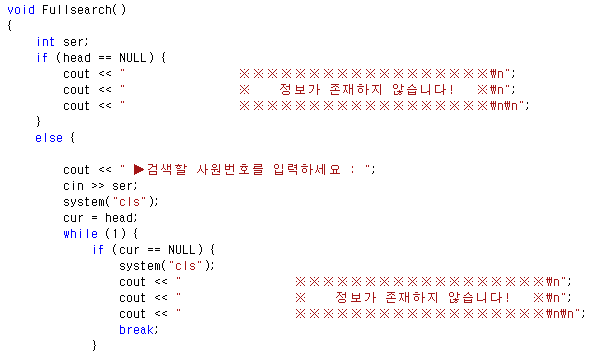 void Fullsearch()
{
    int ser;
    if (head == NULL) {
        cout << "                ※※※※※※※※※※※※※※※※※※₩n";
        cout << "                ※    정보가 존재하지 않습니다!   ※₩n";
        cout << "                ※※※※※※※※※※※※※※※※※※₩n₩n";
    }
    else {

        cout << " ▶검색할 사원번호를 입력하세요 : ";
        cin >> ser;
        system("cls");
        cur = head;
        while (1) {
            if (cur == NULL) {
                system("cls");
                cout << "                ※※※※※※※※※※※※※※※※※※₩n";
                cout << "                ※    정보가 존재하지 않습니다!   ※₩n";
                cout << "                ※※※※※※※※※※※※※※※※※※₩n₩n";
                break;
            }